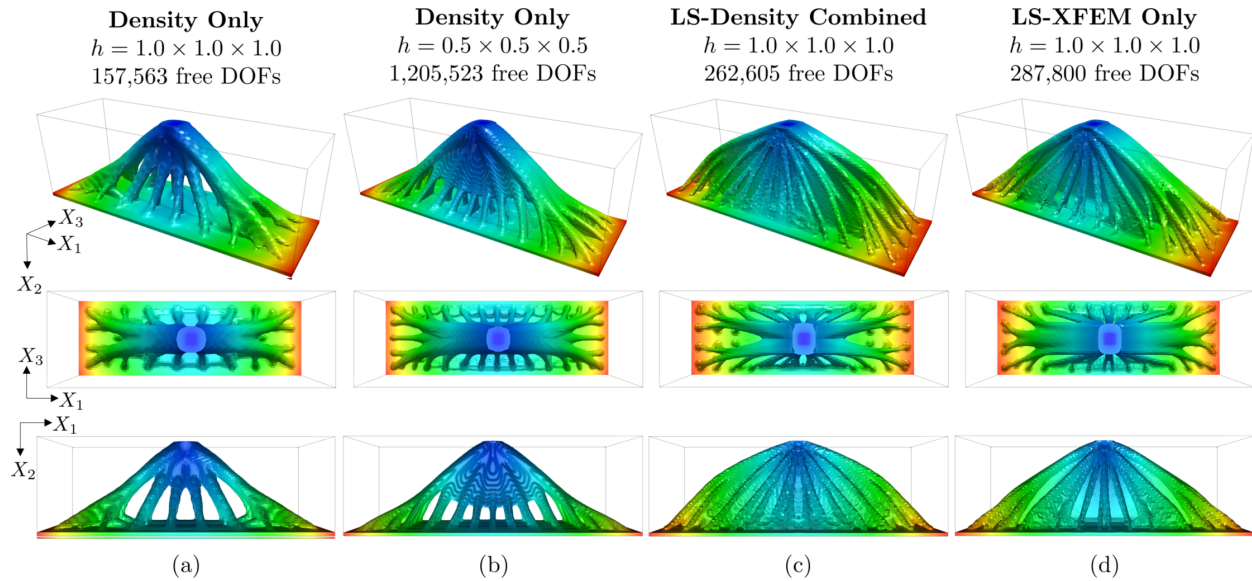 Density Only
h = 1.0 × 1.0 × 1.0
157,563 free DOFs
Density Only
h = 0.5 × 0.5 × 0.5
1,205,523 free DOFs
LS-Density Combined
h = 1.0 × 1.0 × 1.0
262,605 free DOFs
LS-XFEM Only
h = 1.0 × 1.0 × 1.0
287,800 free DOFs
X₃
X₁
X₂
X₃
X₁
X₁
X₂
(a)
(b)
(c)
(d)